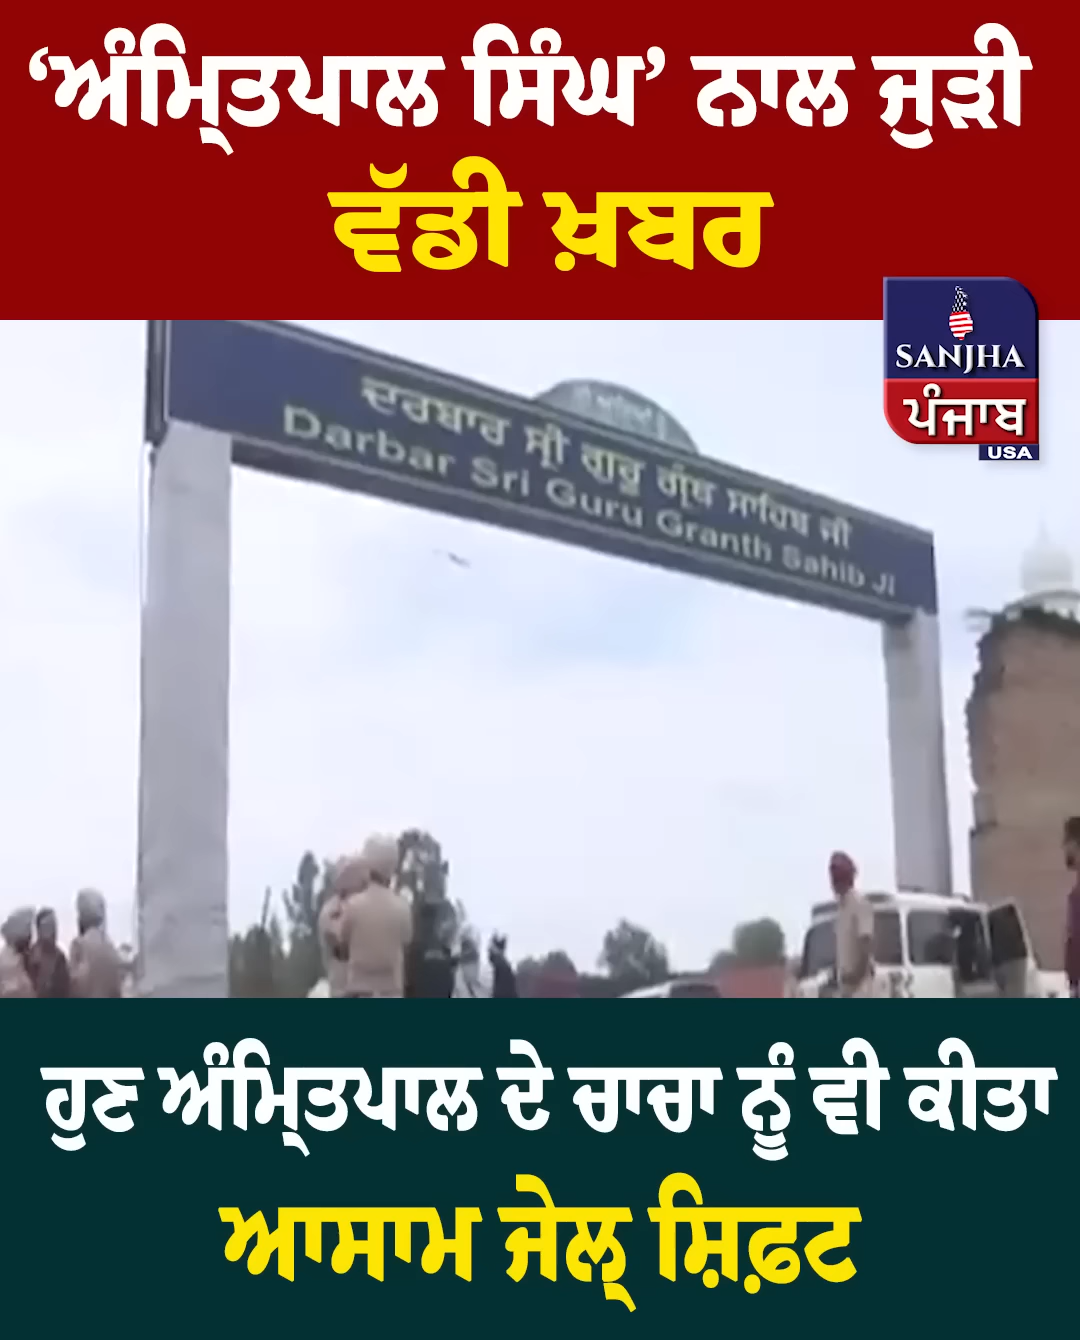 ‘ਅੰਮ੍ਰਿਤਪਾਲ ਸਿੰਘ’ ਨਾਲ ਜੁੜੀ
ਵੱਡੀ ਖ਼ਬਰ
SANJHA
ਪੰਜਾਬ
USA
ਦਰਬਾਰ ਸ੍ਰੀ ਗੁਰੂ ਗ੍ਰੰਥ ਸਾਹਿਬ ਜੀ
Darbar Sri Guru Granth Sahib Ji
ਹੁਣ ਅੰਮ੍ਰਿਤਪਾਲ ਦੇ ਚਾਚਾ ਨੂੰ ਵੀ ਕੀਤਾ
ਆਸਾਮ ਜੇਲ੍ਹ ਸ਼ਿਫ਼ਟ